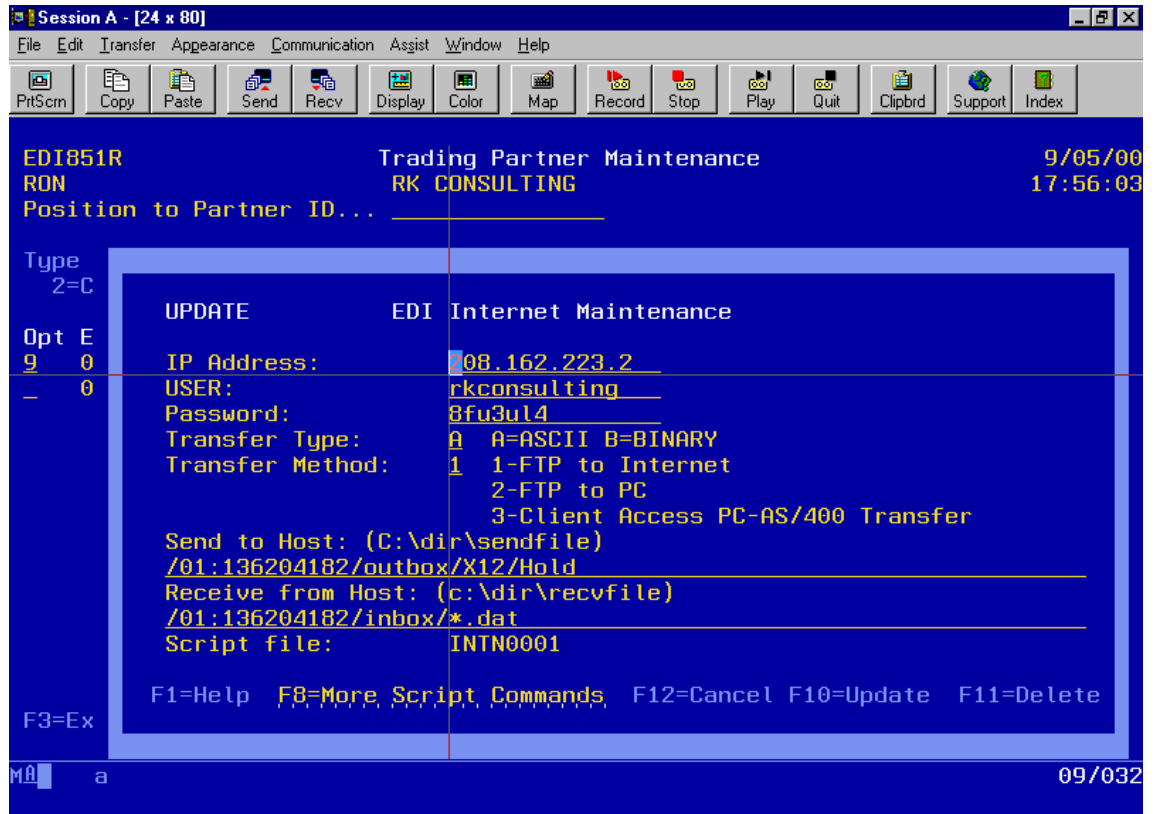 Session A - [24 x 80]
File Edit Transfer Appearance Communication Assist Window Help
PrtScrn Copy Paste Send Recv Display Color Map Record Stop Play Quit Clipbrd Support Index
EDI851R Trading Partner Maintenance 9/05/00
RON RK CONSULTING 17:56:03
Position to Partner ID...
Type
2=C
UPDATE EDI Internet Maintenance
Opt E
9 0 IP Address: 208.162.223.2
_ 0 USER: rkconsulting
Password: 8fu3ul4
Transfer Type: A A=ASCII B=BINARY
Transfer Method: 1 1-FTP to Internet
2-FTP to PC
3-Client Access PC-AS/400 Transfer
Send to Host: (C:\dir\sendfile)
/01:136204182/outbox/X12/Hold
Receive from Host: (c:\dir\recvfile)
/01:136204182/inbox/*.dat
Script file: INTN0001
F1=Help F8=More Script Commands F12=Cancel F10=Update F11=Delete
F3=Ex
MA a 09/032